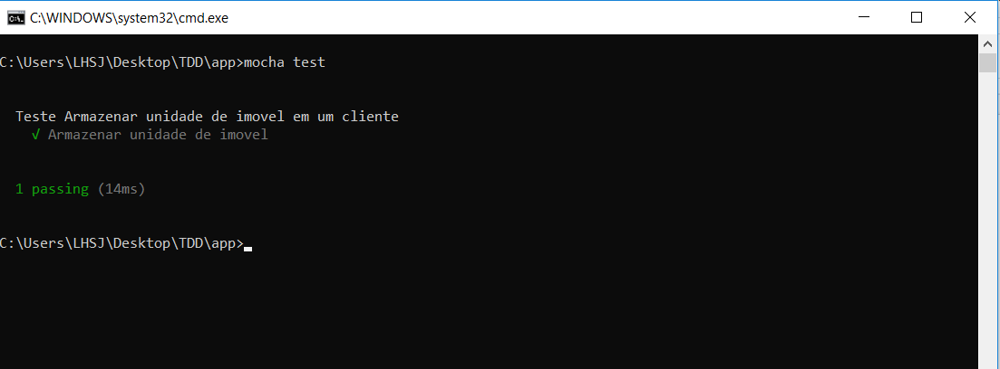 C:\WINDOWS\system32\cmd.exe
C:\Users\LHSJ\Desktop\TDD\app>mocha test
Teste Armazenar unidade de imovel em um cliente
√ Armazenar unidade de imovel
1 passing (14ms)
C:\Users\LHSJ\Desktop\TDD\app>